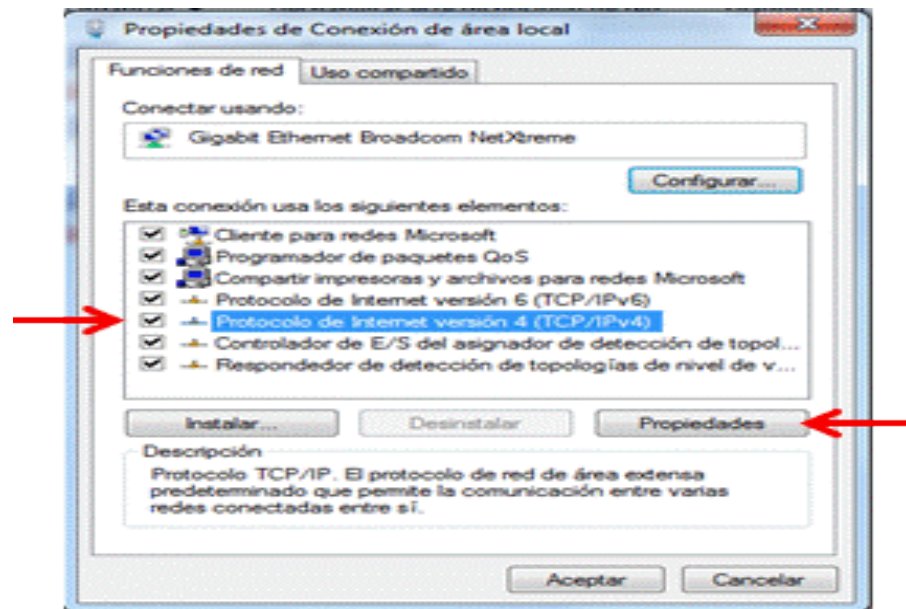 Propiedades de Conexión de área local
Funciones de red
Uso compartido
Conectar usando:
Gigabit Ethernet Broadcom NetXtreme
Configurar...
Esta conexión usa los siguientes elementos:
Cliente para redes Microsoft
Programador de paquetes QoS
Compartir impresoras y archivos para redes Microsoft
Protocolo de Internet versión 6 (TCP/IPv6)
Protocolo de Internet versión 4 (TCP/IPv4)
Controlador de E/S del asignador de detección de topol...
Respondedor de detección de topologías de nivel de v...
Instalar...
Desinstalar
Propiedades
Descripción
Protocolo TCP/IP. El protocolo de red de área extensa
predeterminado que permite la comunicación entre varias
redes conectadas entre sí.
Aceptar
Cancelar